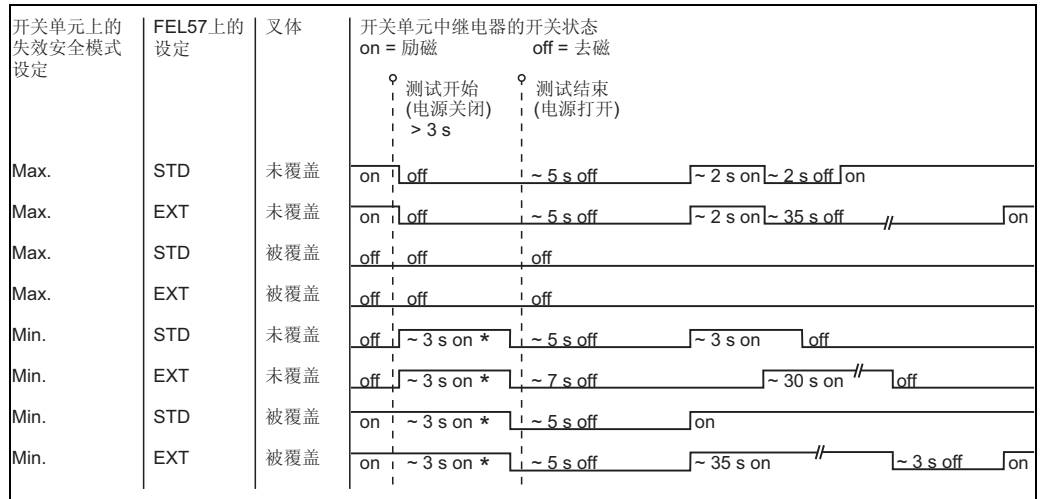 开关单元上的 FEL57上的 叉体 开关单元中继电器的开关状态
失效安全模式 设定 on = 励磁 off = 去磁
设定
测试开始 测试结束
(电源关闭) (电源打开)
> 3 s
Max. STD 未覆盖 on off ~ 5 s off ~ 2 s on ~ 2 s off on
Max. EXT 未覆盖 on off ~ 5 s off ~ 2 s on ~ 35 s off // on
Max. STD 被覆盖 off off off
Max. EXT 被覆盖 off off off
Min. STD 未覆盖 off ~ 3 s on * ~ 5 s off ~ 3 s on off
Min. EXT 未覆盖 off ~ 3 s on * ~ 7 s off ~ 30 s on // off
Min. STD 被覆盖 on ~ 3 s on * ~ 5 s off on
Min. EXT 被覆盖 on ~ 3 s on * ~ 5 s off ~ 35 s on // ~ 3 s off on